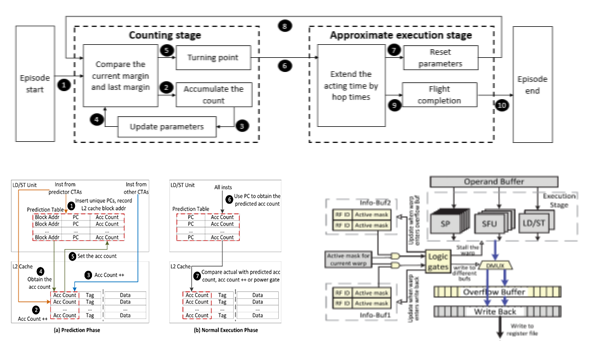 8
Counting stage
Approximate execution stage
Episode start
1
Compare the current margin and last margin
5
Turning point
2
Accumulate the count
4
Update parameters
3
6
Extend the acting time by hop times
7
Reset parameters
9
Flight completion
10
Episode end
LD/ST Unit
Inst from predictor CTAs
Inst from other CTAs
1
Insert unique PCs, record L2 cache block addr
Prediction Table
Block Addr PC Acc Count
Block Addr PC Acc Count
...
Block Addr PC Acc Count
5 Set the acc count
4
Obtain the acc count
3 Acc Count ++
L2 Cache
Acc Count Tag Data
Acc Count Tag Data
... ... ...
Acc Count Tag Data
2
Acc Count ++
(a) Prediction Phase
LD/ST Unit
All insts
6 Use PC to obtain the predicted acc count
Prediction Table
PC Acc Count
PC Acc Count
...
PC Acc Count
L2 Cache
7 Compare actual with predicted acc count, acc count ++ or power gate
Acc Count Tag Data
Acc Count Tag Data
... ... ...
Acc Count Tag Data
(b) Normal Execution Phase
Operand Buffer
Execution Stage
SP
SFU
LD/ST
Info-Buf2
RF ID Active mask
RF ID Active mask
Stall the warp
Active mask for current warp
Logic gates
write to different bufs
DMUX
RF ID Active mask
RF ID Active mask
Info-Buf1
Update when data enters write back
Overflow Buffer
Write Back
Write to register file